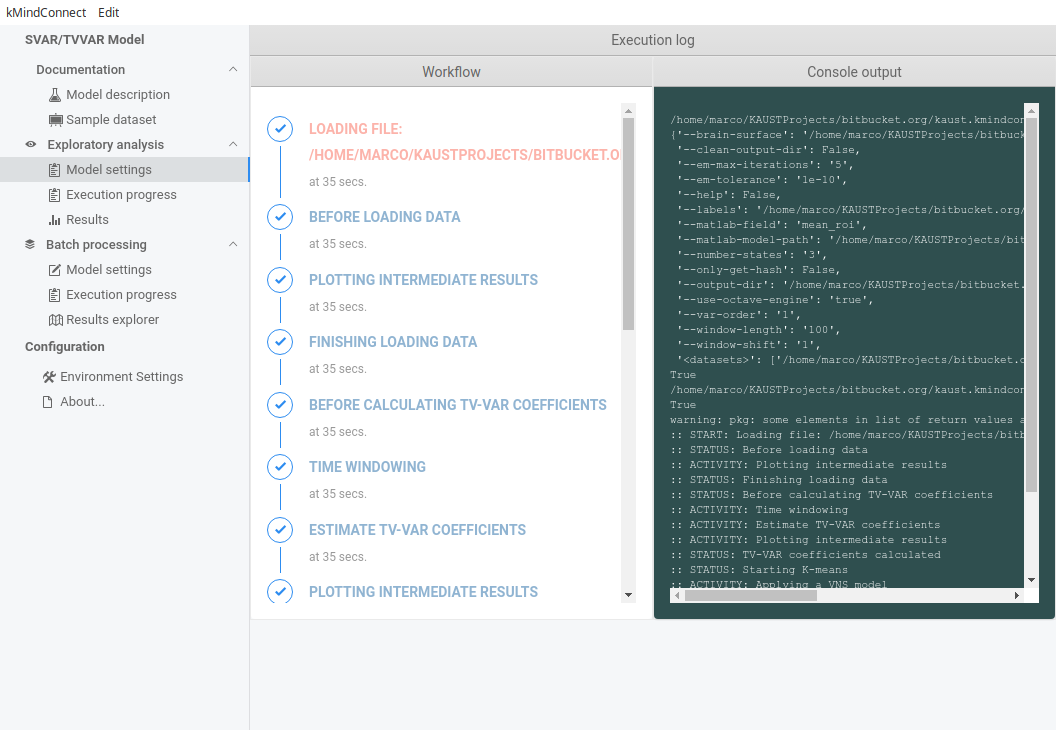 kMindConnect Edit
SVAR/TVVAR Model
Documentation
Model description
Sample dataset
Exploratory analysis
Model settings
Execution progress
Results
Batch processing
Model settings
Execution progress
Results explorer
Configuration
Environment Settings
About...
Execution log
Workflow
LOADING FILE:
/HOME/MARCO/KAUSTPROJECTS/BITBUCKET.O
at 35 secs.
BEFORE LOADING DATA
at 35 secs.
PLOTTING INTERMEDIATE RESULTS
at 35 secs.
FINISHING LOADING DATA
at 35 secs.
BEFORE CALCULATING TV-VAR COEFFICIENTS
at 35 secs.
TIME WINDOWING
at 35 secs.
ESTIMATE TV-VAR COEFFICIENTS
at 35 secs.
PLOTTING INTERMEDIATE RESULTS
Console output
/home/marco/KAUSTProjects/bitbucket.org/kaust.kmindcon
{'--brain-surface': '/home/marco/KAUSTProjects/bitbuck
'--clean-output-dir': False,
'--em-max-iterations': '5',
'--em-tolerance': '1e-10',
'--help': False,
'--labels': '/home/marco/KAUSTProjects/bitbucket.org/
'--matlab-field': 'mean_roi',
'--matlab-model-path': '/home/marco/KAUSTProjects/bit
'--number-states': '3',
'--only-get-hash': False,
'--output-dir': '/home/marco/KAUSTProjects/bitbucket.
'--use-octave-engine': 'true',
'--var-order': '1',
'--window-length': '100',
'--window-shift': '1',
'<datasets>': ['/home/marco/KAUSTProjects/bitbucket.o
True
/home/marco/KAUSTProjects/bitbucket.org/kaust.kmindcon
True
warning: pkg: some elements in list of return values a
:: START: Loading file: /home/marco/KAUSTProjects/bitb
:: STATUS: Before loading data
:: ACTIVITY: Plotting intermediate results
:: STATUS: Finishing loading data
:: STATUS: Before calculating TV-VAR coefficients
:: ACTIVITY: Time windowing
:: ACTIVITY: Estimate TV-VAR coefficients
:: ACTIVITY: Plotting intermediate results
:: STATUS: TV-VAR coefficients calculated
:: STATUS: Starting K-means
:: ACTIVITY: Applying a VNS model